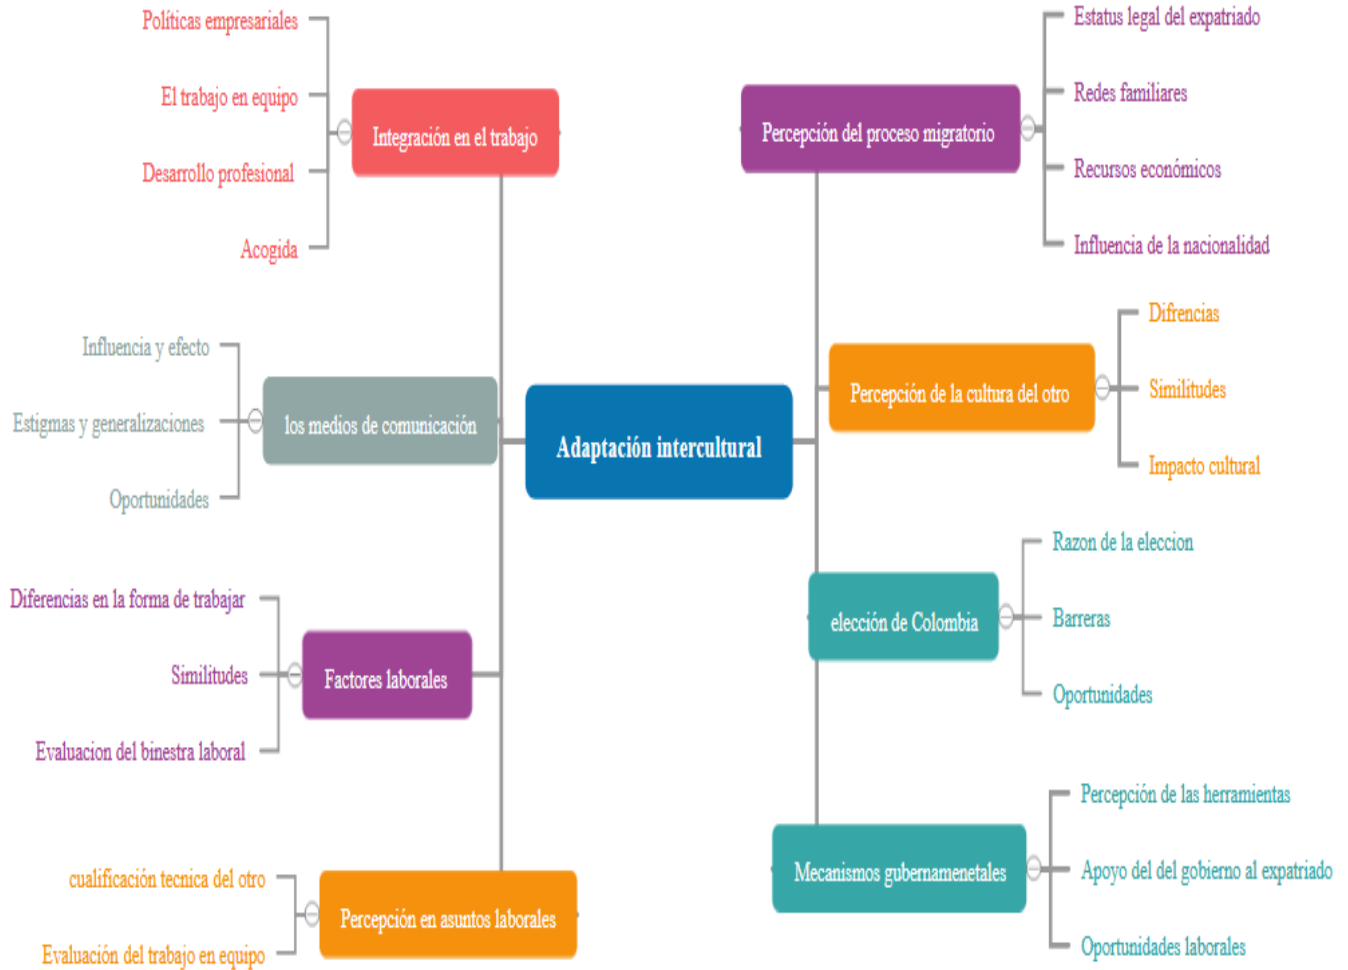 Adaptación intercultural
Integración en el trabajo
Políticas empresariales
El trabajo en equipo
Desarrollo profesional
Acogida
los medios de comunicación
Influencia y efecto
Estigmas y generalizaciones
Oportunidades
Factores laborales
Diferencias en la forma de trabajar
Similitudes
Evaluacion del binestra laboral
Percepción en asuntos laborales
cualificación tecnica del otro
Evaluación del trabajo en equipo
Percepción del proceso migratorio
Estatus legal del expatriado
Redes familiares
Recursos económicos
Influencia de la nacionalidad
Percepción de la cultura del otro
Difrencias
Similitudes
Impacto cultural
elección de Colombia
Razon de la eleccion
Barreras
Oportunidades
Mecanismos gubernamenetales
Percepción de las herramientas
Apoyo del del gobierno al expatriado
Oportunidades laborales